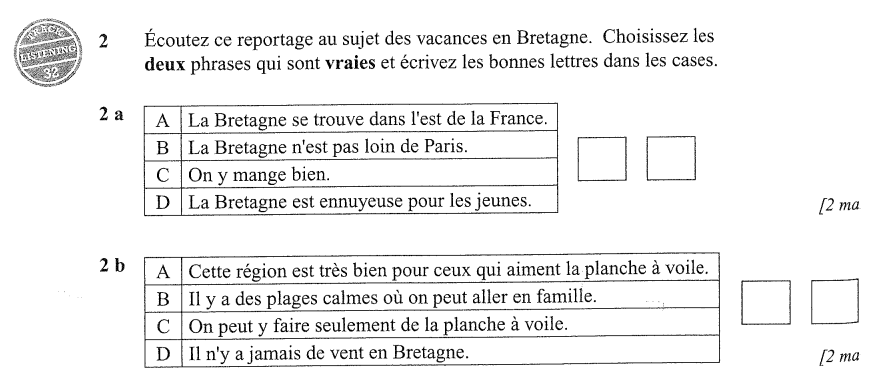 TRACK
LISTENING
32
2 Écoutez ce reportage au sujet des vacances en Bretagne. Choisissez les
deux phrases qui sont vraies et écrivez les bonnes lettres dans les cases.
2 a
A La Bretagne se trouve dans l'est de la France.
B La Bretagne n'est pas loin de Paris.
C On y mange bien.
D La Bretagne est ennuyeuse pour les jeunes.
[2 ma
2 b
A Cette région est très bien pour ceux qui aiment la planche à voile.
B Il y a des plages calmes où on peut aller en famille.
C On peut y faire seulement de la planche à voile.
D Il n'y a jamais de vent en Bretagne.
[2 ma